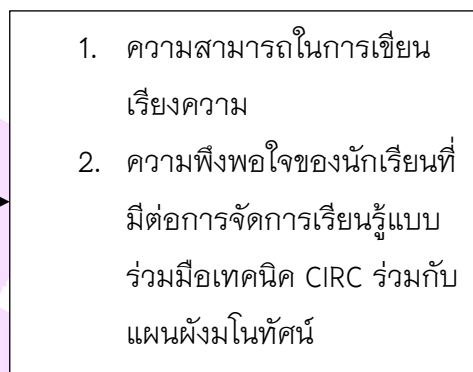 1. ความสามารถในการเขียน
เรียงความ
2. ความพึงพอใจของนักเรียนที่
มีต่อการจัดการเรียนรู้แบบ
ร่วมมือเทคนิค CIRC ร่วมกับ
แผนผังมโนทัศน์